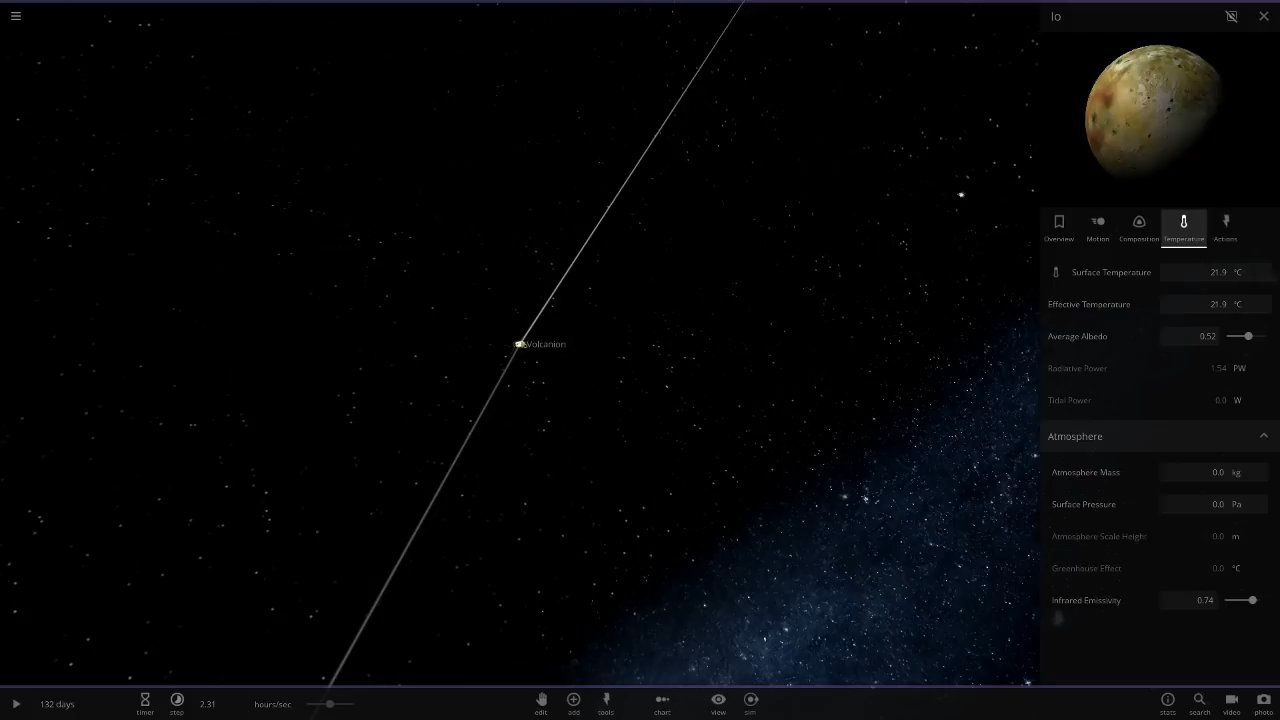 Io
Volcanion
Overview Motion Composition Temperature Actions
Surface Temperature 21.9 °C
Effective Temperature 21.9 °C
Average Albedo 0.52
Radiative Power 1.54 PW
Tidal Power 0.0 W
Atmosphere
Atmosphere Mass 0.0 kg
Surface Pressure 0.0 Pa
Atmosphere Scale Height 0.0 m
Greenhouse Effect 0.0 °C
Infrared Emissivity 0.74
132 days timer step 2.31 hours/sec edit add tools chart view sim stats search video photo